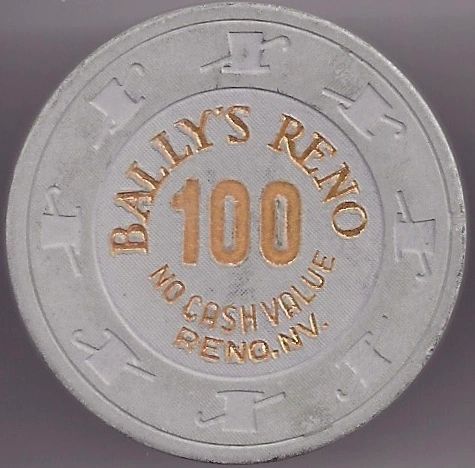 BALLY'S RENO
100
NO CASH VALUE
RENO, NV.